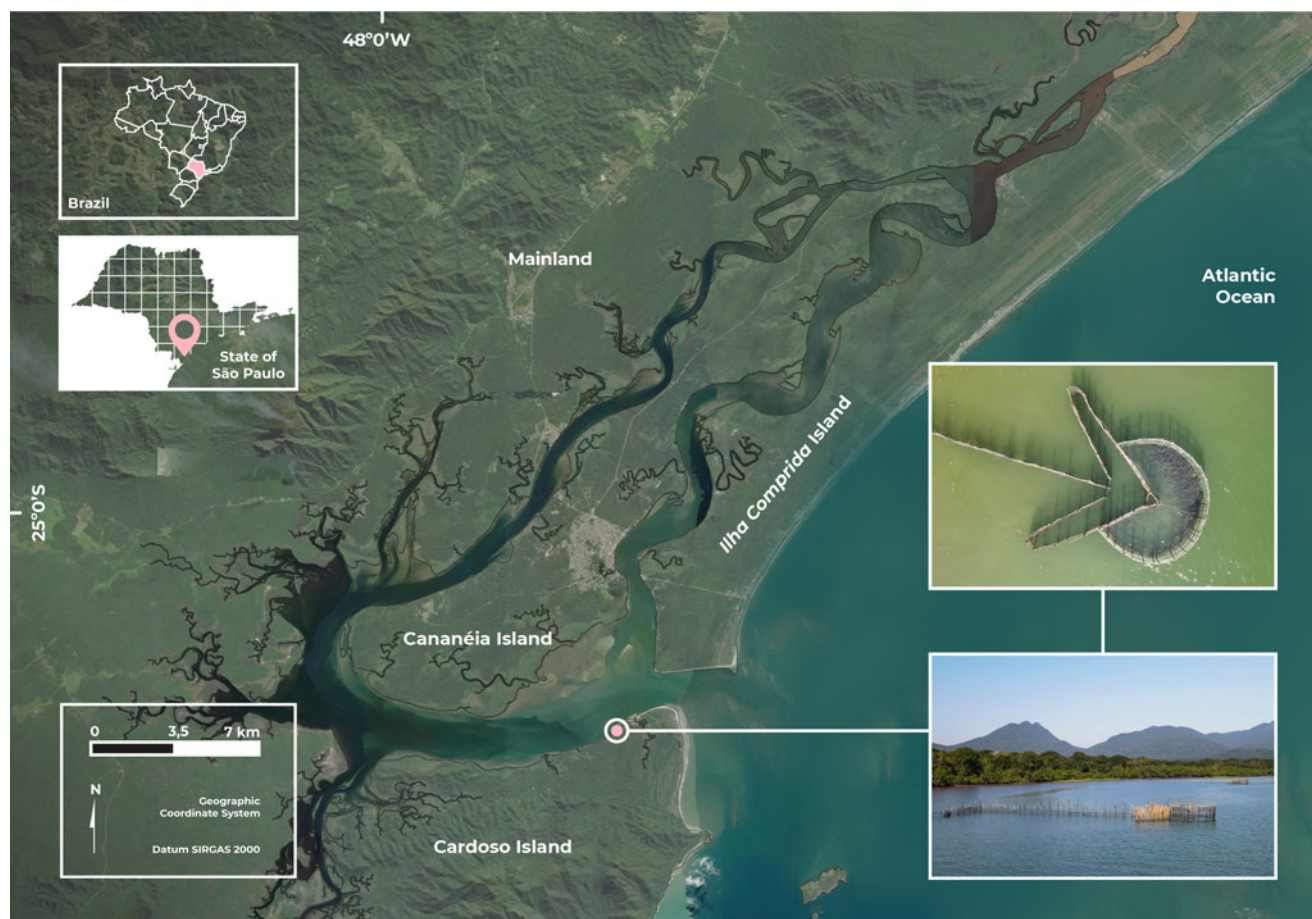 48°0’W
Brazil
State of
São Paulo
Mainland
Atlantic
Ocean
Ilha Comprida Island
25°0’S
Cananéia Island
0 3,5 7 km
N
Geographic
Coordinate System
Datum SIRGAS 2000
Cardoso Island